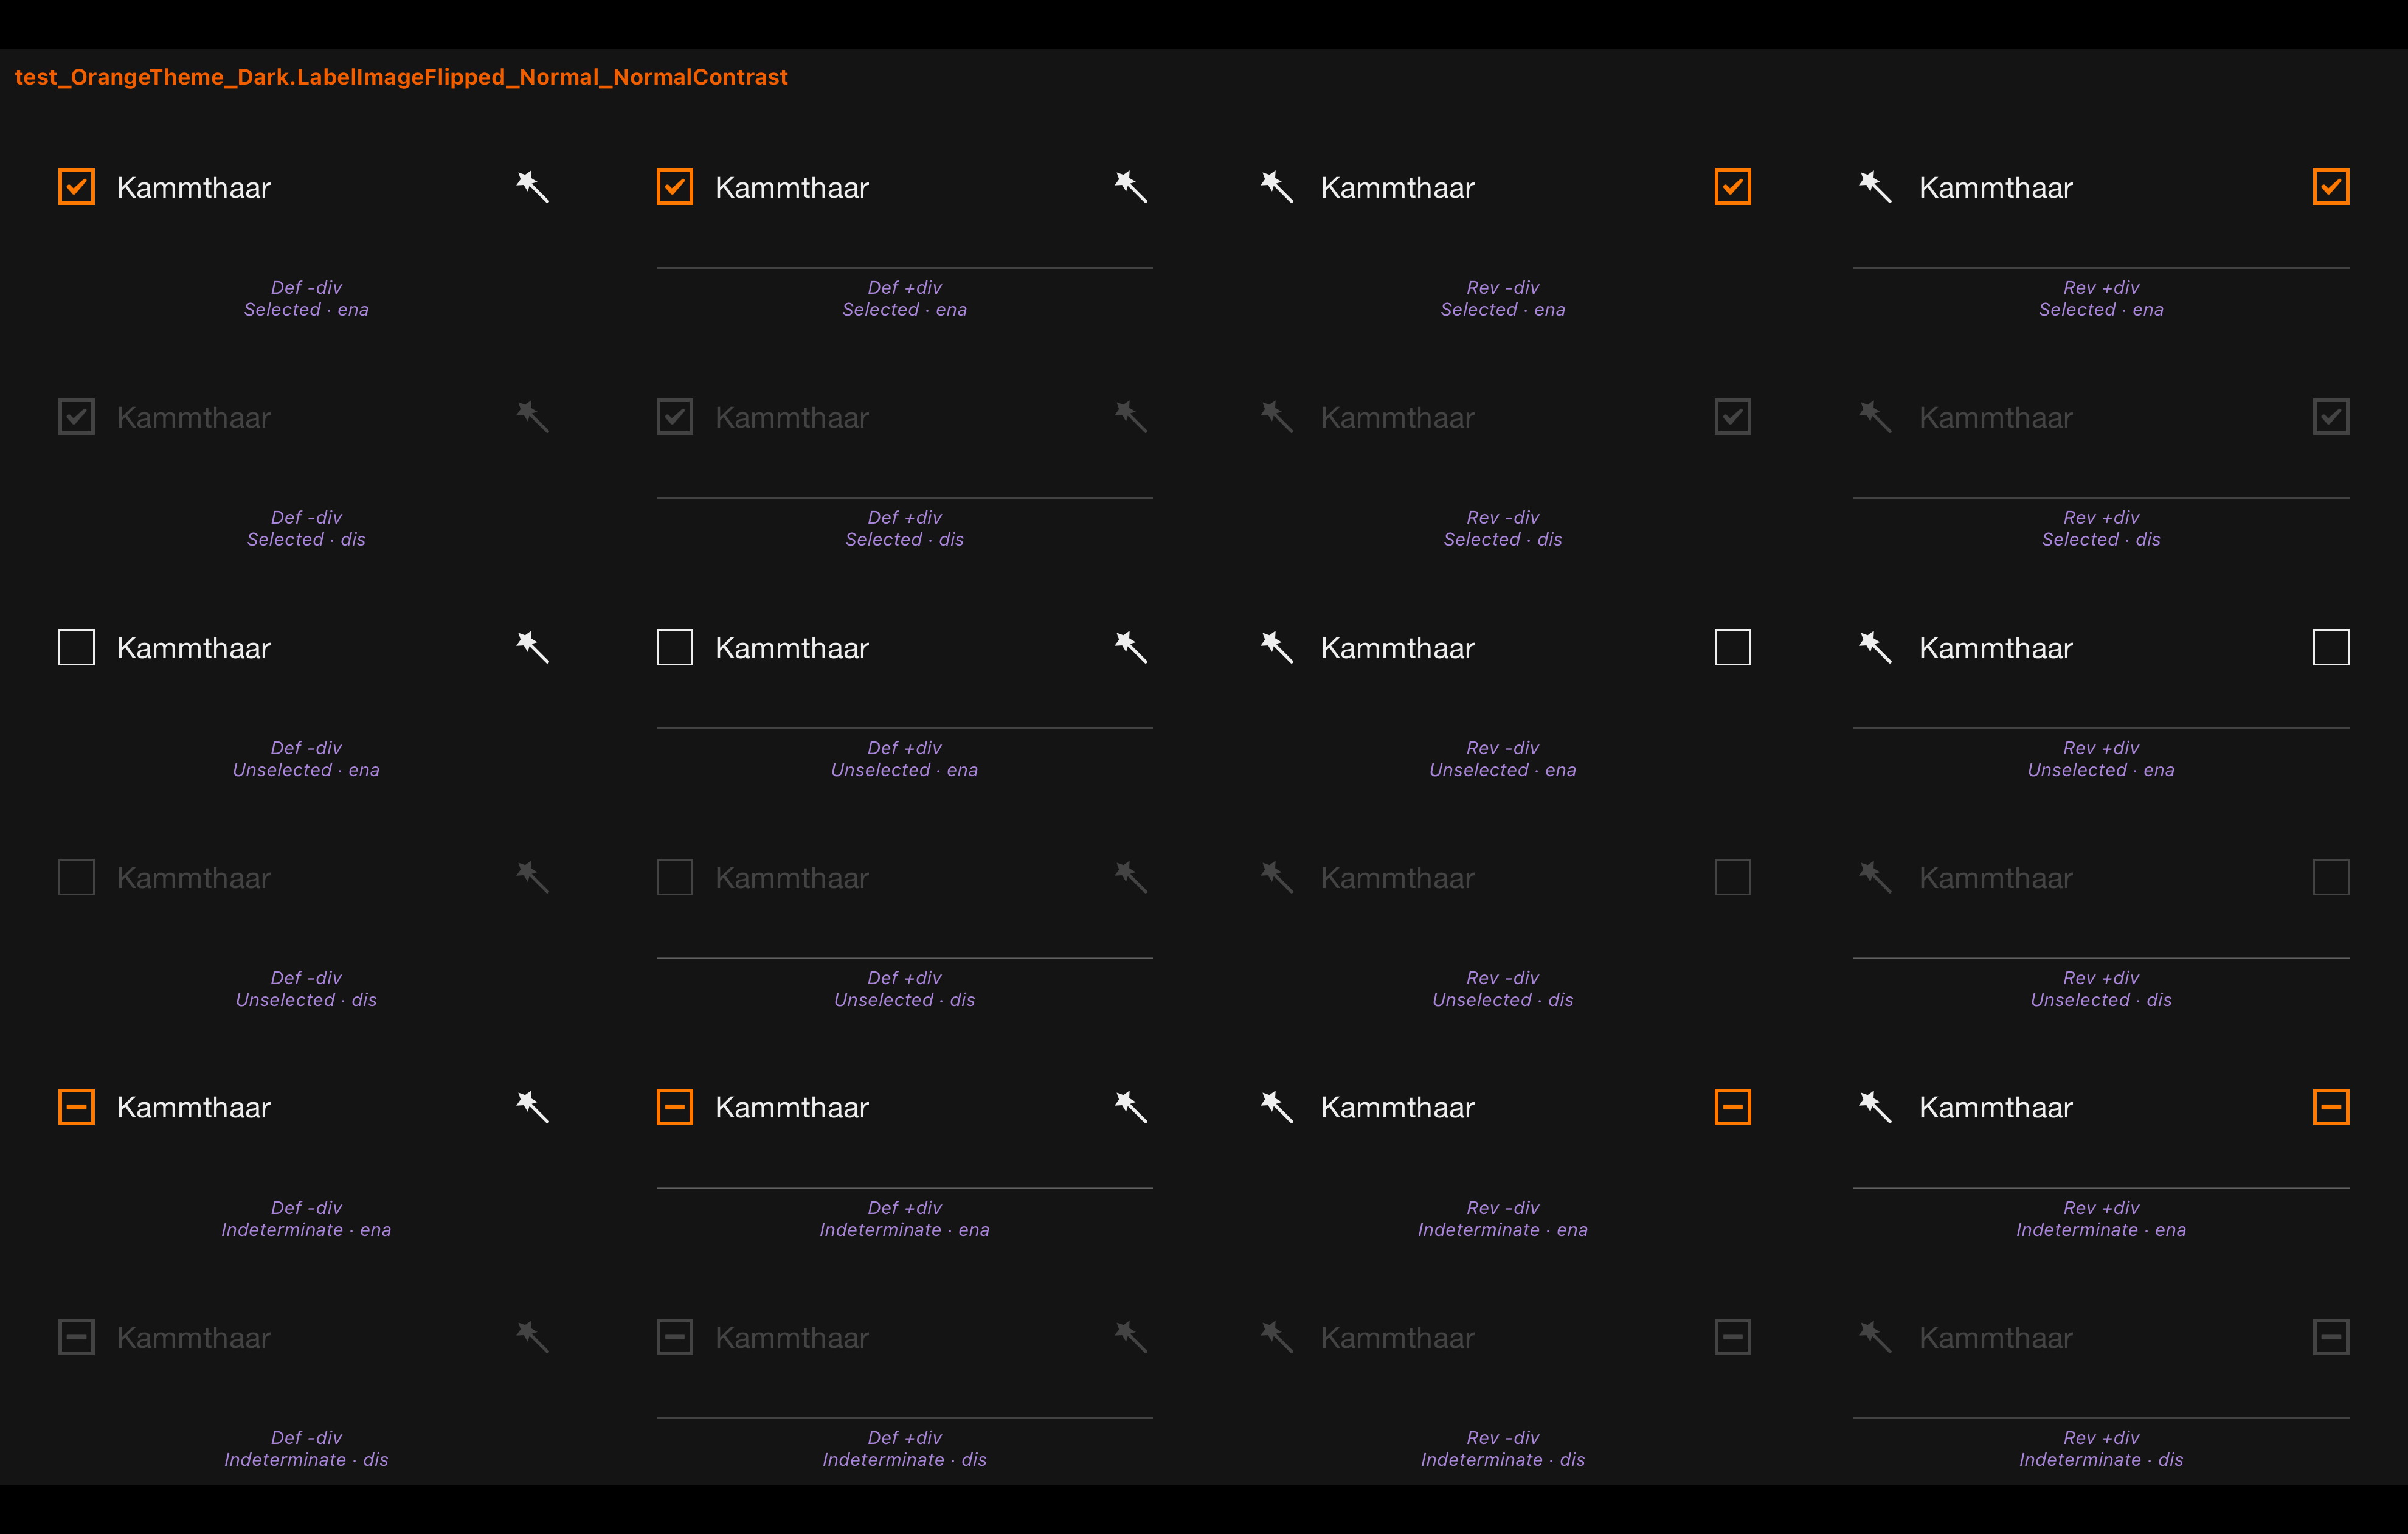 test_OrangeTheme_Dark.LabelImageFlipped_Normal_NormalContrast
Kammthaar
Kammthaar
Kammthaar
Kammthaar
Def -div
Selected · ena
Def +div
Selected · ena
Rev -div
Selected · ena
Rev +div
Selected · ena
Kammthaar
Kammthaar
Kammthaar
Kammthaar
Def -div
Selected · dis
Def +div
Selected · dis
Rev -div
Selected · dis
Rev +div
Selected · dis
Kammthaar
Kammthaar
Kammthaar
Kammthaar
Def -div
Unselected · ena
Def +div
Unselected · ena
Rev -div
Unselected · ena
Rev +div
Unselected · ena
Kammthaar
Kammthaar
Kammthaar
Kammthaar
Def -div
Unselected · dis
Def +div
Unselected · dis
Rev -div
Unselected · dis
Rev +div
Unselected · dis
Kammthaar
Kammthaar
Kammthaar
Kammthaar
Def -div
Indeterminate · ena
Def +div
Indeterminate · ena
Rev -div
Indeterminate · ena
Rev +div
Indeterminate · ena
Kammthaar
Kammthaar
Kammthaar
Kammthaar
Def -div
Indeterminate · dis
Def +div
Indeterminate · dis
Rev -div
Indeterminate · dis
Rev +div
Indeterminate · dis